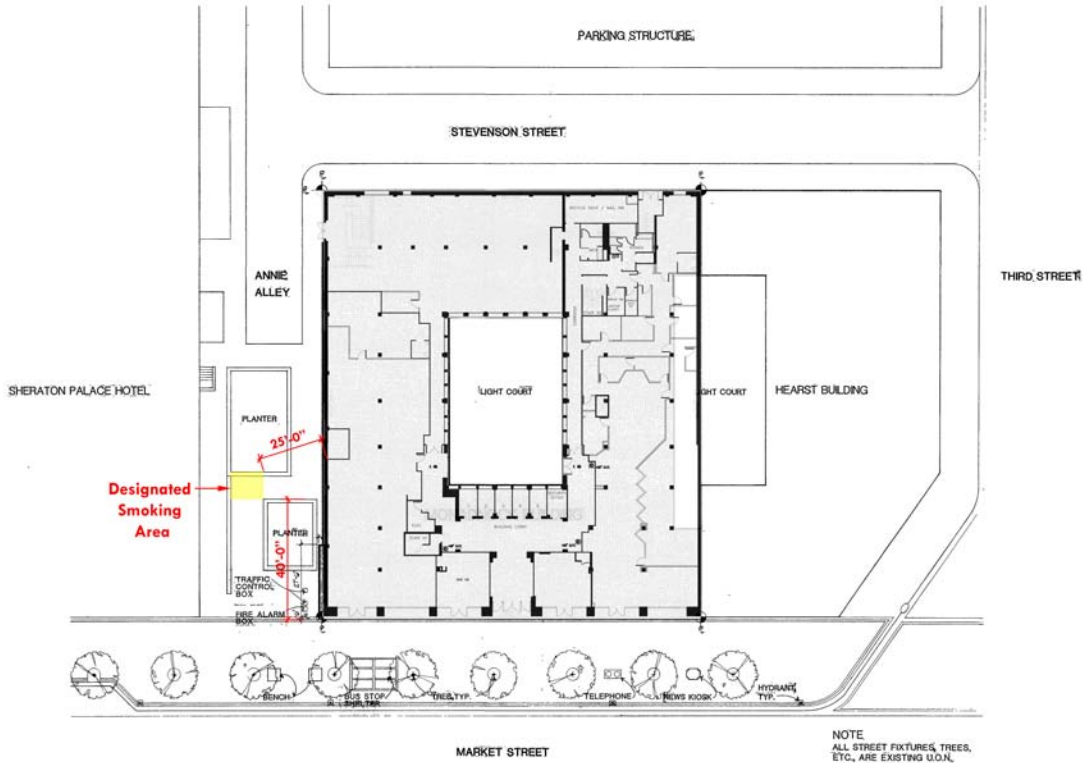 PARKING STRUCTURE
STEVENSON STREET
ANNIE
ALLEY
THIRD STREET
SHERATON PALACE HOTEL
LIGHT COURT
GHT COURT
HEARST BUILDING
PLANTER
25'-0"
Designated
Smoking
Area
PLANTER
40'-0"
TRAFFIC
CONTROL
BOX
FIRE ALARM
BOX
BENCH
BUS STOP
SHELTER
TREE, TYP.
TELEPHONE
NEWS KIOSK
HYDRANT,
TYP.
MARKET STREET
NOTE
ALL STREET FIXTURES, TREES,
ETC., ARE EXISTING U.O.N.